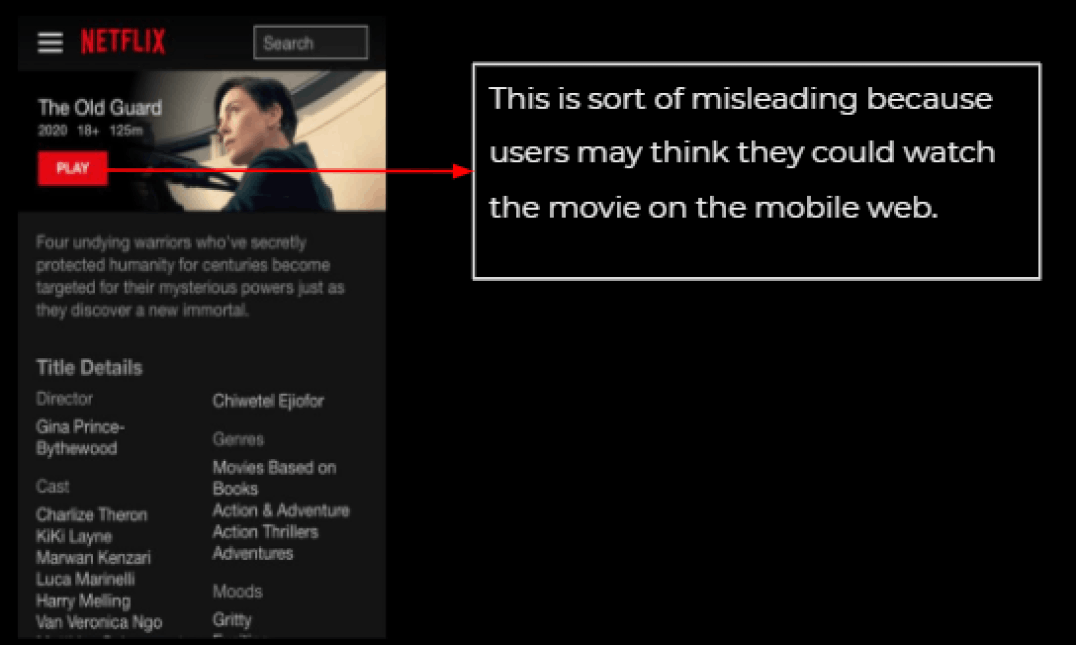 NETFLIX
Search
The Old Guard
2020 18+ 125m
PLAY
This is sort of misleading because
users may think they could watch
the movie on the mobile web.
Four undying warriors who've secretly
protected humanity for centuries become
targeted for their mysterious powers just as
they discover a new immortal.
Title Details
Director
Gina Prince-
Bythewood
Cast
Charlize Theron
KiKi Layne
Marwan Kenzari
Luca Marinelli
Harry Melling
Van Veronica Ngo
Chiwetel Ejiofor
Genres
Movies Based on
Books
Action & Adventure
Action Thrillers
Adventures
Moods
Gritty